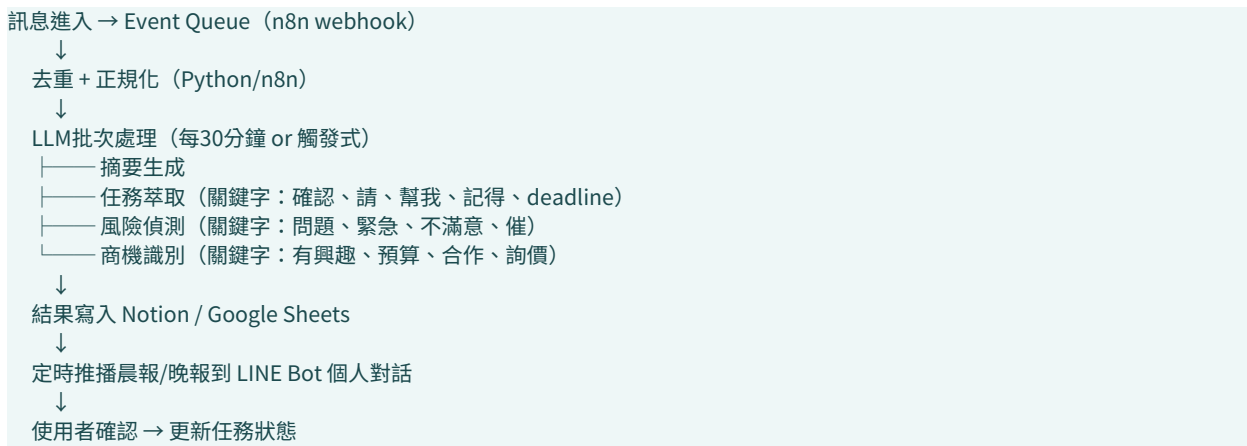 訊息進入 → Event Queue（n8n webhook）
↓
去重 + 正規化（Python/n8n）
↓
LLM批次處理（每30分鐘 or 觸發式）
├── 摘要生成
├── 任務萃取（關鍵字：確認、請、幫我、記得、deadline）
├── 風險偵測（關鍵字：問題、緊急、不滿意、催）
└── 商機識別（關鍵字：有興趣、預算、合作、詢價）
↓
結果寫入 Notion / Google Sheets
↓
定時推播晨報/晚報到 LINE Bot 個人對話
↓
使用者確認 → 更新任務狀態